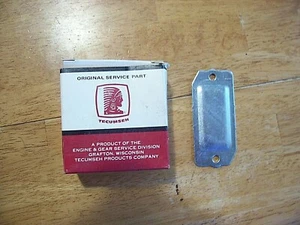 ORIGINAL SERVICE PART
TECUMSEH
A PRODUCT OF THE
ENGINE & GEAR SERVICE DIVISION
GRAFTON, WISCONSIN
TECUMSEH PRODUCTS COMPANY